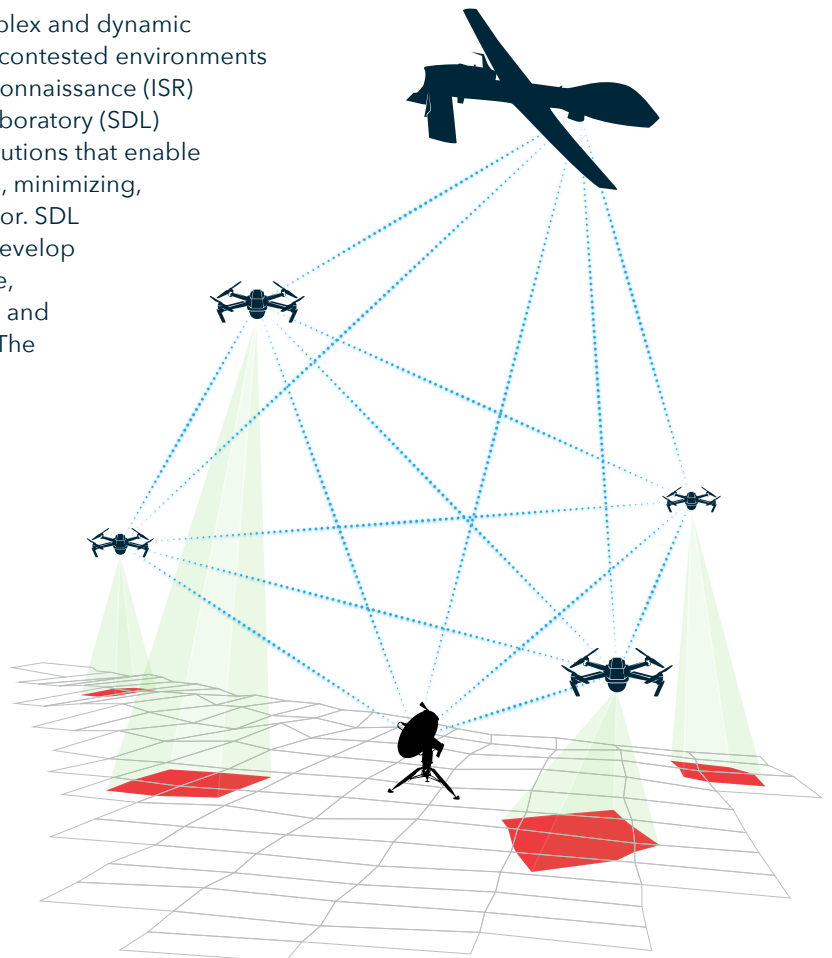 plex and dynamic
contested environments
onnaissance (ISR)
boratory (SDL)
utions that enable
, minimizing,
or. SDL
evelop
e,
and
The